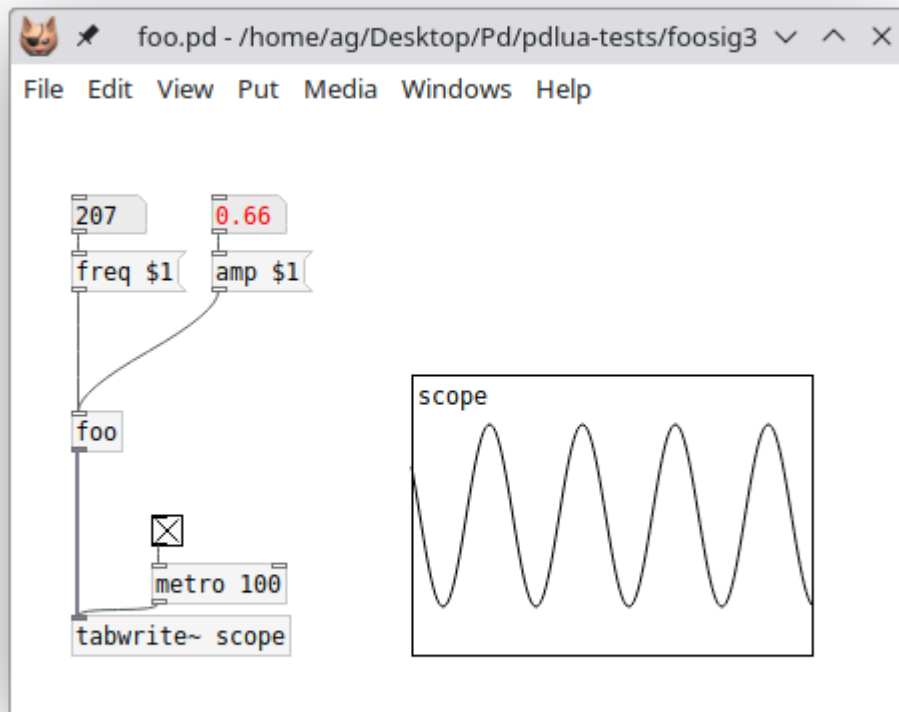 foo.pd - /home/ag/Desktop/Pd/pdlua-tests/foosig3
File Edit View Put Media Windows Help
207 0.66
freq $1 amp $1
scope
foo
metro 100
tabwrite~ scope